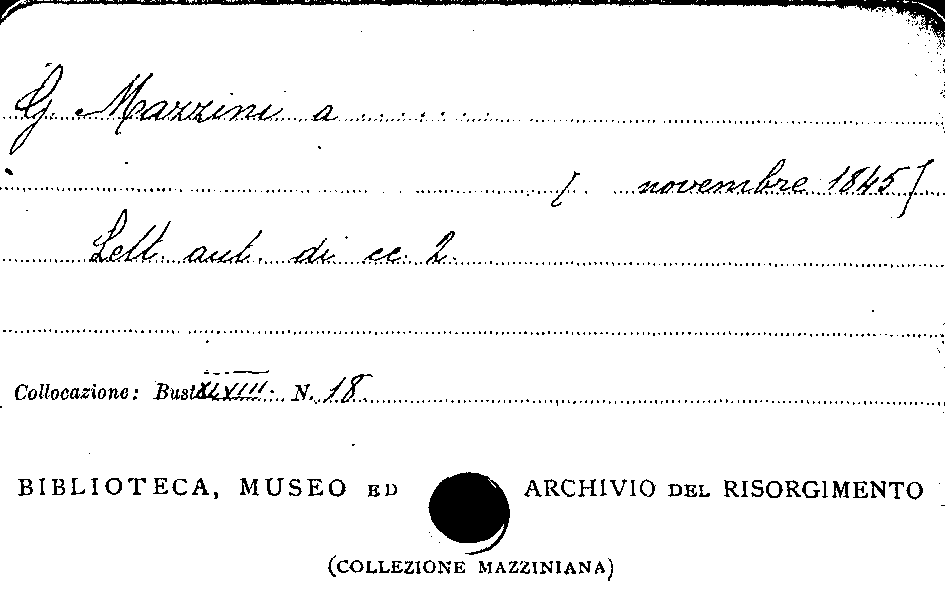 G. Mazzini a . . . . . .
[ novembre 1845]
Lett. aut. di cc. 2.
Collocazione: Busta XLVIII. N. 18
BIBLIOTECA, MUSEO ED ARCHIVIO DEL RISORGIMENTO
(COLLEZIONE MAZZINIANA)